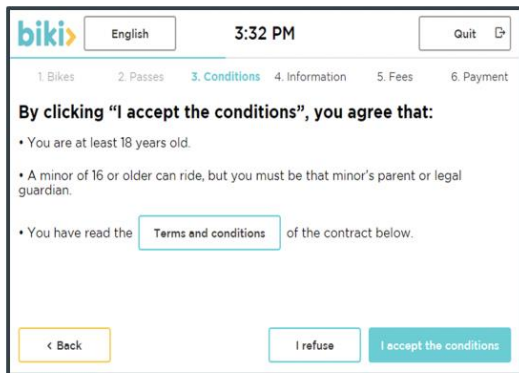 biki> English 3:32 PM Quit
1. Bikes 2. Passes 3. Conditions 4. Information 5. Fees 6. Payment
By clicking “I accept the conditions”, you agree that:
• You are at least 18 years old.
• A minor of 16 or older can ride, but you must be that minor's parent or legal
guardian.
• You have read the Terms and conditions of the contract below.
< Back I refuse I accept the conditions